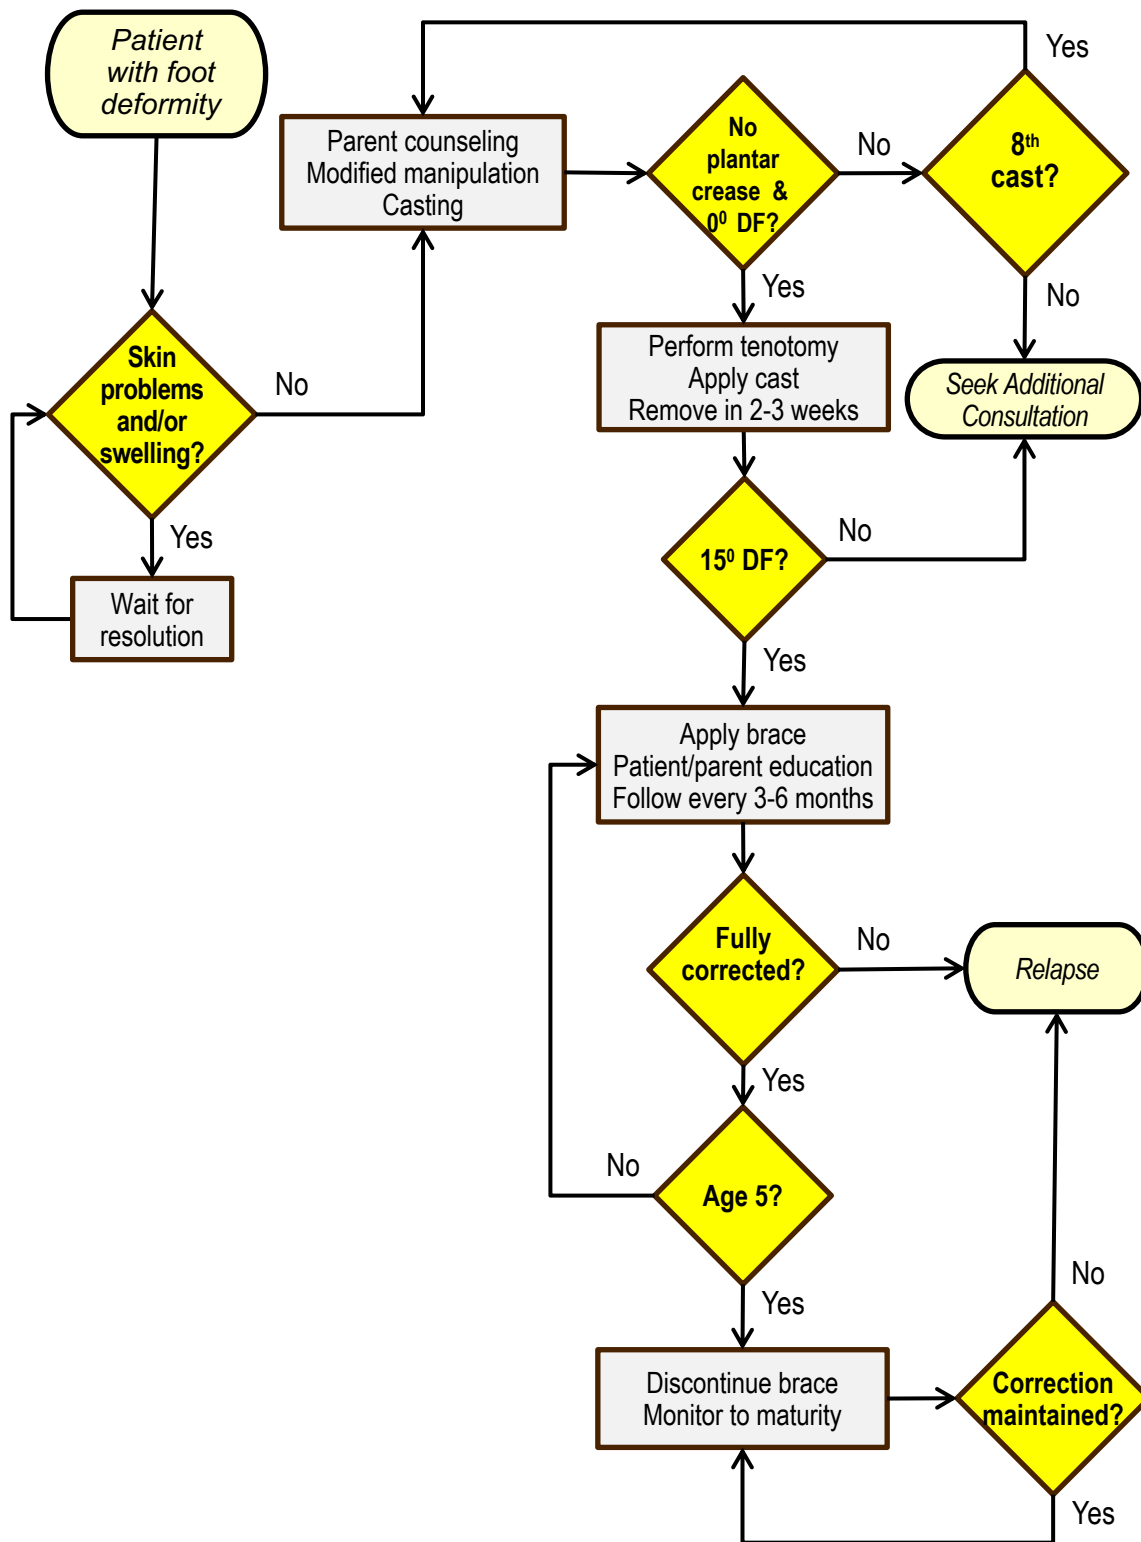 Patient
with foot
deformity
Skin
problems
and/or
swelling?
No
Yes
Wait for
resolution
Parent counseling
Modified manipulation
Casting
No
plantar
crease &
0⁰ DF?
No
8th
cast?
Yes
No
Seek Additional
Consultation
Yes
Perform tenotomy
Apply cast
Remove in 2-3 weeks
15⁰ DF?
No
Yes
Apply brace
Patient/parent education
Follow every 3-6 months
Fully
corrected?
No
Relapse
Yes
Age 5?
No
Yes
Discontinue brace
Monitor to maturity
Correction
maintained?
No
Yes